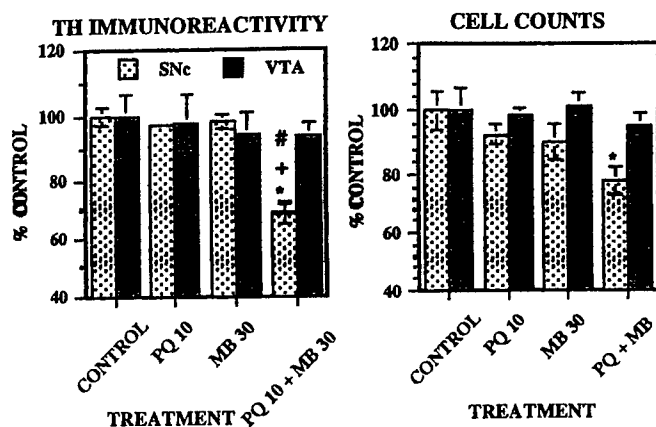 TH IMMUNOREACTIVITY
SNc VTA
% CONTROL
120
100
80
60
40
#
+
*
CONTROL
PQ 10
MB 30
PQ 10 + MB 30
TREATMENT
CELL COUNTS
% CONTROL
120
100
80
60
40
*
CONTROL
PQ 10
MB 30
PQ + MB
TREATMENT